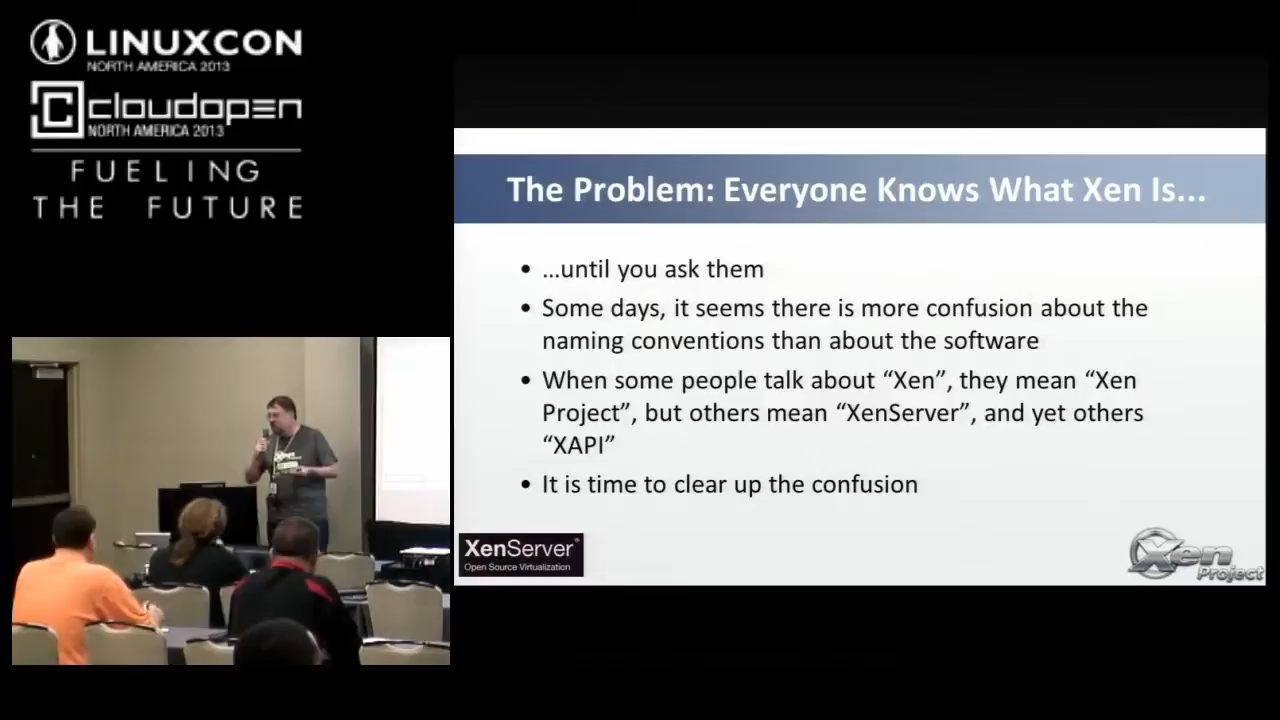 LINUXCON
NORTH AMERICA 2013
cloudopen
NORTH AMERICA 2013
FUELING
THE FUTURE
The Problem: Everyone Knows What Xen Is...
• ...until you ask them
• Some days, it seems there is more confusion about the
naming conventions than about the software
• When some people talk about “Xen”, they mean “Xen
Project”, but others mean “XenServer”, and yet others
“XAPI”
• It is time to clear up the confusion
XenServer®
Open Source Virtualization
Xen
Project